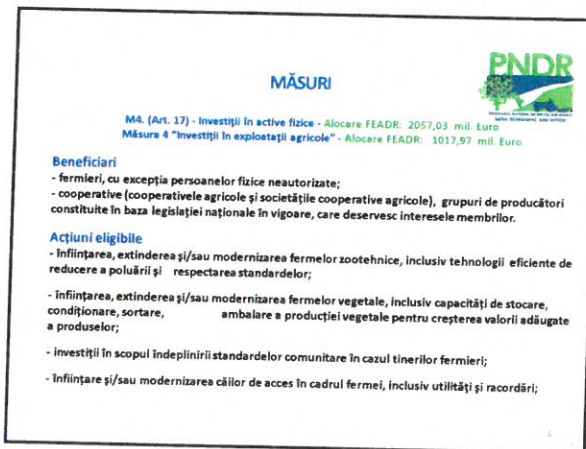 PNDR
MĂSURI
M4. (Art. 17) - Investiții în active fizice - Alocare FEADR: 2057,03 mil. Euro
Măsura 4 "Investiții în exploatații agricole" - Alocare FEADR: 1017,97 mil. Euro
Beneficiari
- fermieri, cu excepția persoanelor fizice neautorizate;
- cooperative (cooperativele agricole și societățile cooperative agricole), grupuri de producători
constituite în baza legislației naționale în vigoare, care deservesc interesele membrilor.
Acțiuni eligibile
- înființarea, extinderea și/sau modernizarea fermelor zootehnice, inclusiv tehnologii eficiente de
reducere a poluării și respectarea standardelor;
- înființarea, extinderea și/sau modernizarea fermelor vegetale, inclusiv capacități de stocare,
condiționare, sortare, ambalare a producției vegetale pentru creșterea valorii adăugate
a produselor;
- investiții în scopul îndeplinirii standardelor comunitare în cazul tinerilor fermieri;
- înființare și/sau modernizarea căilor de acces în cadrul fermei, inclusiv utilități și racordări;